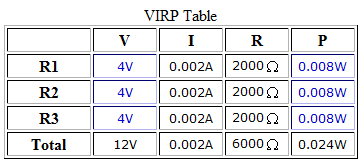 VIRP Table
V I R P
R1 4V 0.002A 2000Ω 0.008W
R2 4V 0.002A 2000Ω 0.008W
R3 4V 0.002A 2000Ω 0.008W
Total 12V 0.002A 6000Ω 0.024W